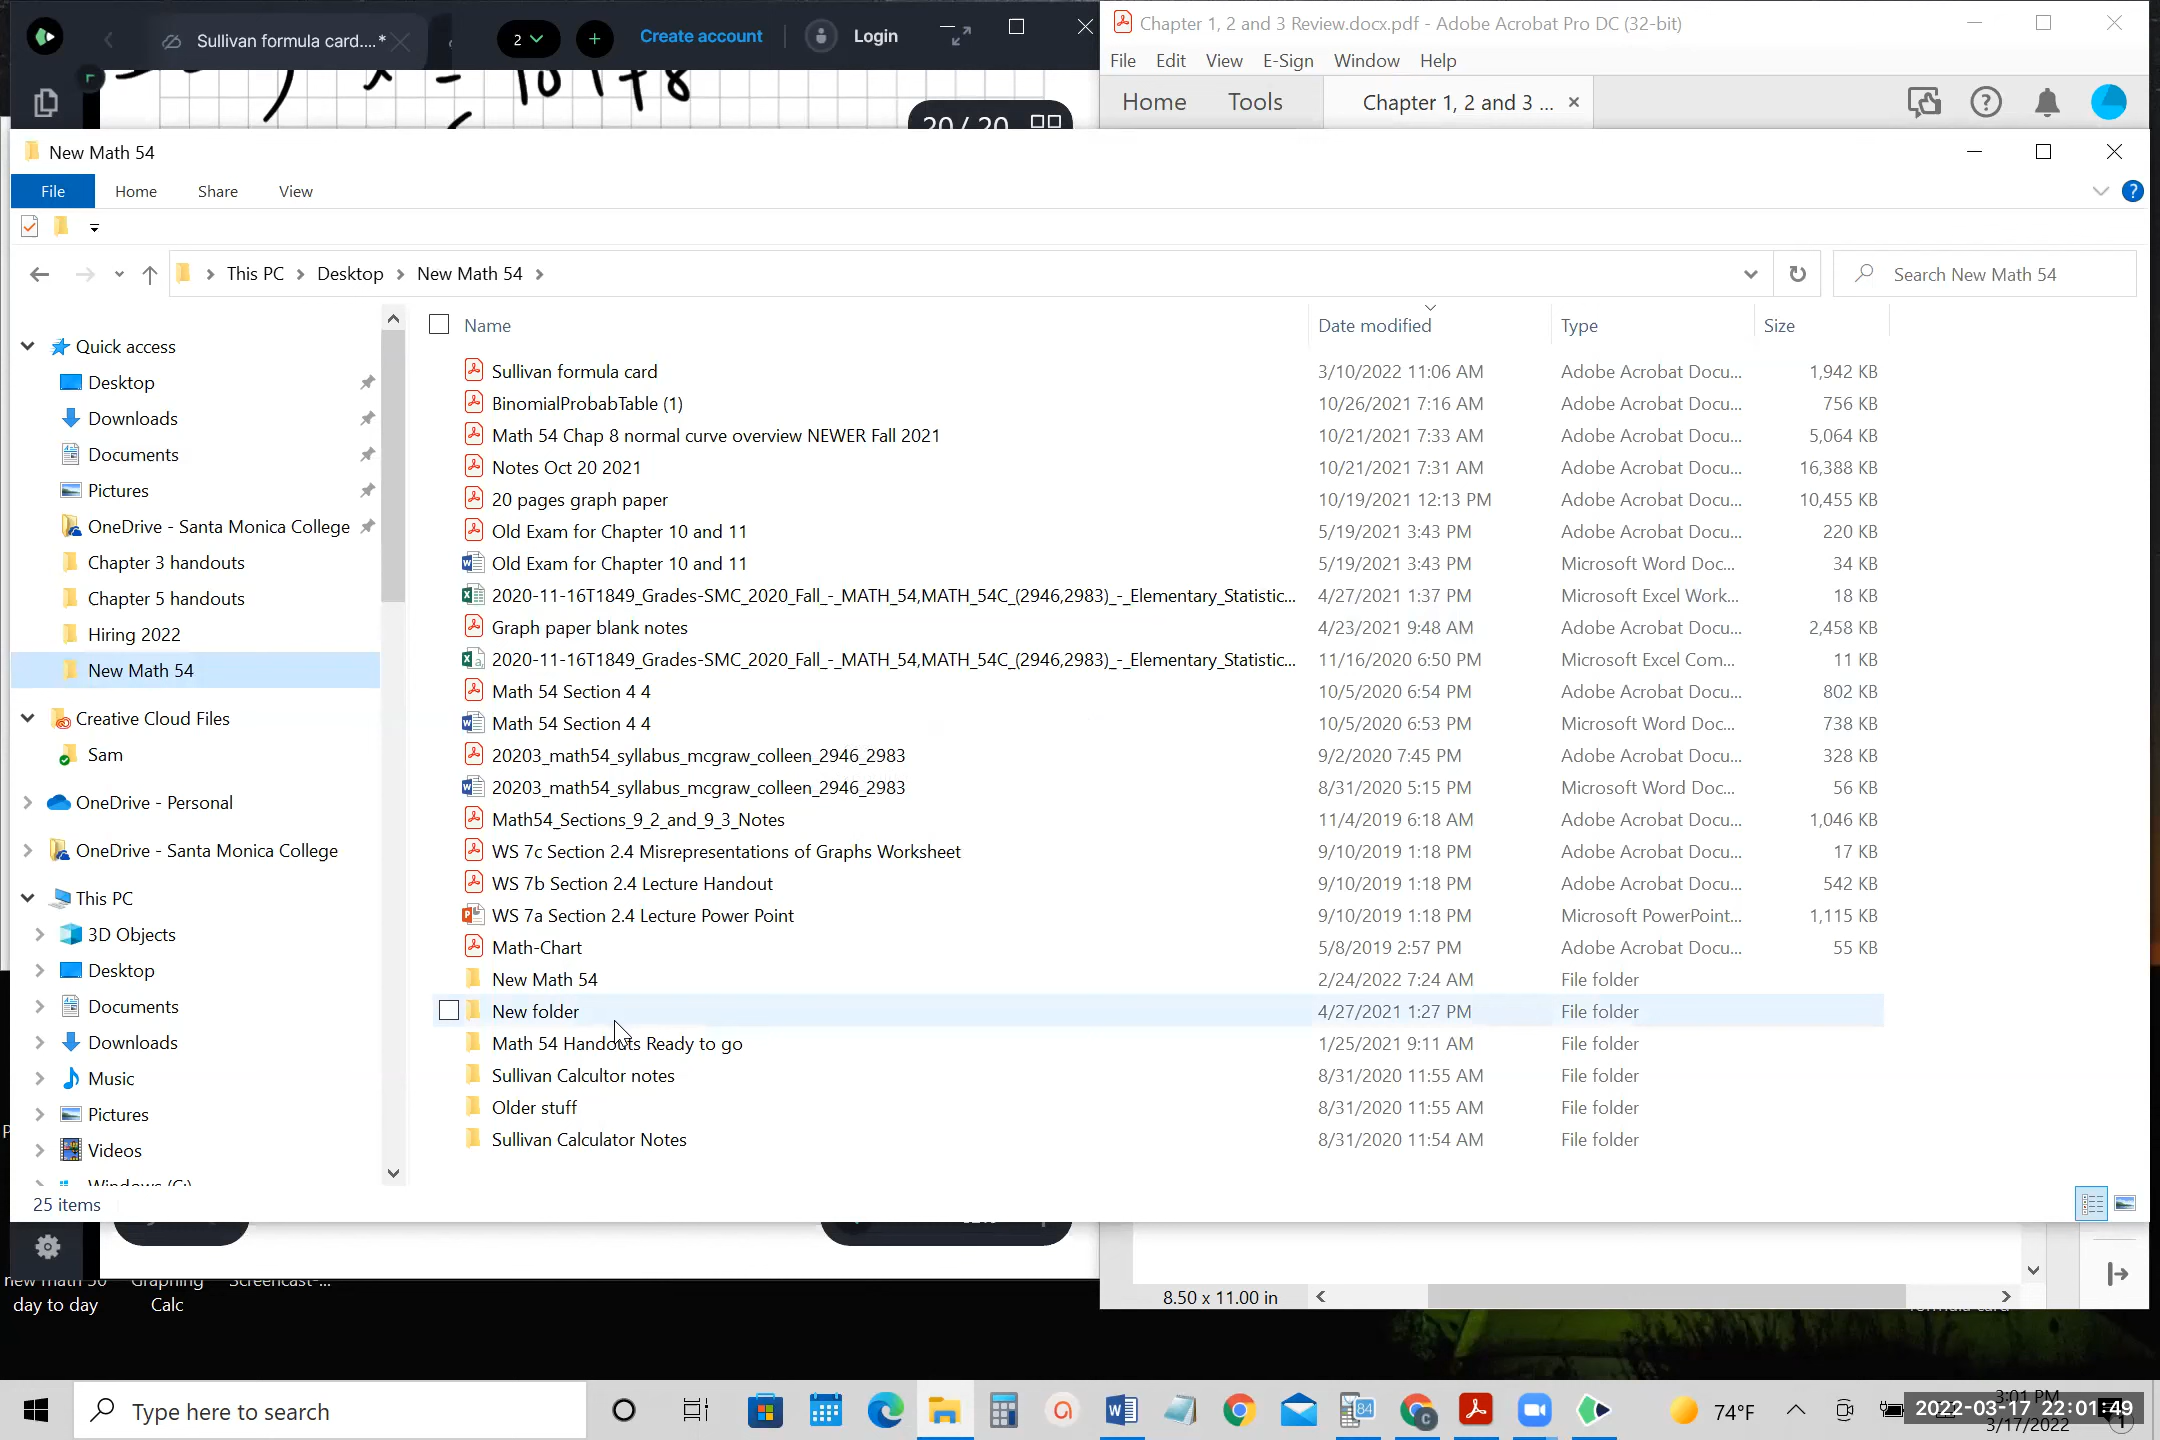 Sullivan formula card....*
2
Create account
Login
Chapter 1, 2 and 3 Review.docx.pdf - Adobe Acrobat Pro DC (32-bit)
File Edit View E-Sign Window Help
Home Tools Chapter 1, 2 and 3 ...
20/20
New Math 54
File Home Share View
This PC Desktop New Math 54
Search New Math 54
Name Date modified Type Size
Quick access
Desktop
Downloads
Documents
Pictures
OneDrive - Santa Monica College
Chapter 3 handouts
Chapter 5 handouts
Hiring 2022
New Math 54
Creative Cloud Files
Sam
OneDrive - Personal
OneDrive - Santa Monica College
This PC
3D Objects
Desktop
Documents
Downloads
Music
Pictures
Videos
Windows (C:)
Sullivan formula card 3/10/2022 11:06 AM Adobe Acrobat Docu... 1,942 KB
BinomialProbabTable (1) 10/26/2021 7:16 AM Adobe Acrobat Docu... 756 KB
Math 54 Chap 8 normal curve overview NEWER Fall 2021 10/21/2021 7:33 AM Adobe Acrobat Docu... 5,064 KB
Notes Oct 20 2021 10/21/2021 7:31 AM Adobe Acrobat Docu... 16,388 KB
20 pages graph paper 10/19/2021 12:13 PM Adobe Acrobat Docu... 10,455 KB
Old Exam for Chapter 10 and 11 5/19/2021 3:43 PM Adobe Acrobat Docu... 220 KB
Old Exam for Chapter 10 and 11 5/19/2021 3:43 PM Microsoft Word Doc... 34 KB
2020-11-16T1849_Grades-SMC_2020_Fall_-_MATH_54,MATH_54C_(2946,2983)_-_Elementary_Statistic... 4/27/2021 1:37 PM Microsoft Excel Work... 18 KB
Graph paper blank notes 4/23/2021 9:48 AM Adobe Acrobat Docu... 2,458 KB
2020-11-16T1849_Grades-SMC_2020_Fall_-_MATH_54,MATH_54C_(2946,2983)_-_Elementary_Statistic... 11/16/2020 6:50 PM Microsoft Excel Com... 11 KB
Math 54 Section 4 4 10/5/2020 6:54 PM Adobe Acrobat Docu... 802 KB
Math 54 Section 4 4 10/5/2020 6:53 PM Microsoft Word Doc... 738 KB
20203_math54_syllabus_mcgraw_colleen_2946_2983 9/2/2020 7:45 PM Adobe Acrobat Docu... 328 KB
20203_math54_syllabus_mcgraw_colleen_2946_2983 8/31/2020 5:15 PM Microsoft Word Doc... 56 KB
Math54_Sections_9_2_and_9_3_Notes 11/4/2019 6:18 AM Adobe Acrobat Docu... 1,046 KB
WS 7c Section 2.4 Misrepresentations of Graphs Worksheet 9/10/2019 1:18 PM Adobe Acrobat Docu... 17 KB
WS 7b Section 2.4 Lecture Handout 9/10/2019 1:18 PM Adobe Acrobat Docu... 542 KB
WS 7a Section 2.4 Lecture Power Point 9/10/2019 1:18 PM Microsoft PowerPoint... 1,115 KB
Math-Chart 5/8/2019 2:57 PM Adobe Acrobat Docu... 55 KB
New Math 54 2/24/2022 7:24 AM File folder
New folder 4/27/2021 1:27 PM File folder
Math 54 Handouts Ready to go 1/25/2021 9:11 AM File folder
Sullivan Calcultor notes 8/31/2020 11:55 AM File folder
Older stuff 8/31/2020 11:55 AM File folder
Sullivan Calculator Notes 8/31/2020 11:54 AM File folder
25 items
new math 50 Graphing Screencast-...
day to day Calc
8.50 x 11.00 in
formula card
Type here to search
84
74°F
3:01 PM
2022-03-17 22:01:49
3/17/2022
1